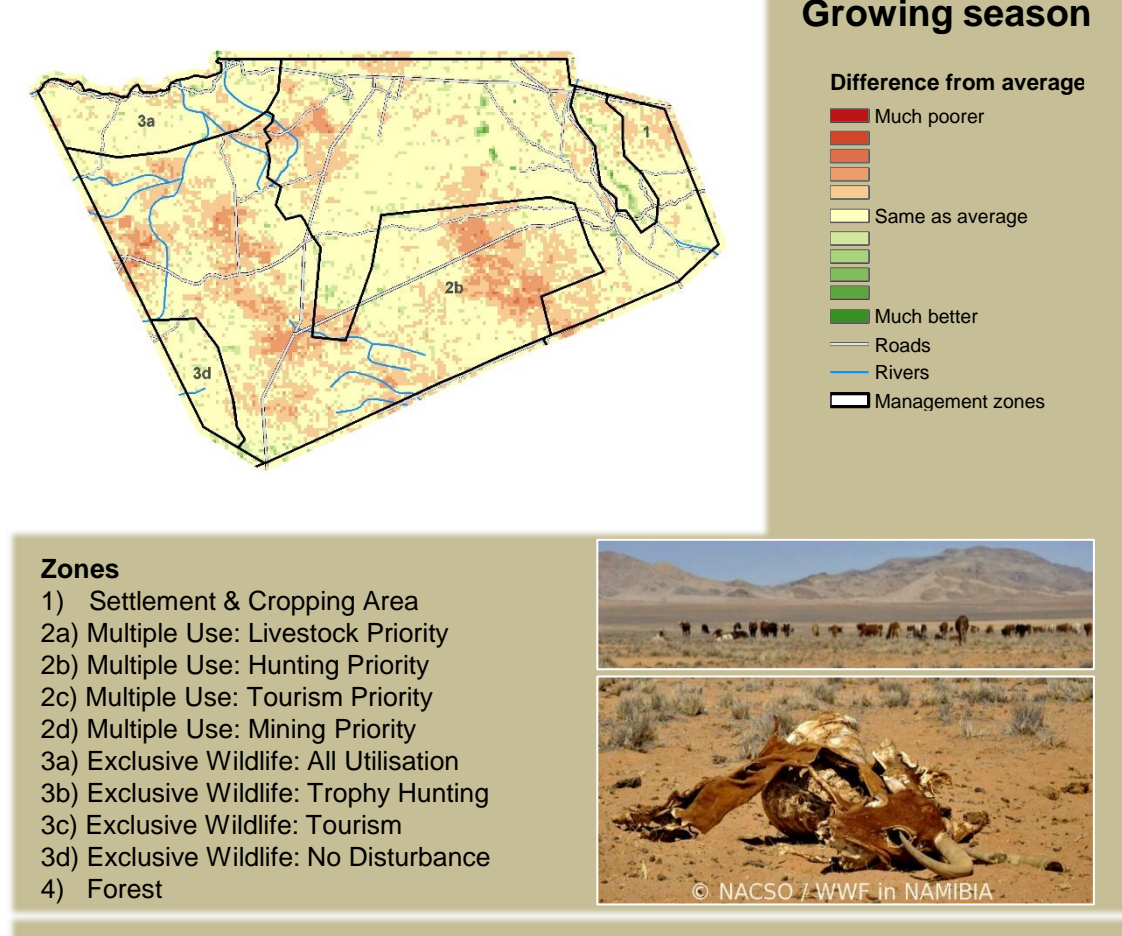 Growing season
Difference from average
Much poorer
Same as average
Much better
Roads
Rivers
Management zones
3a
1
2b
3d
Zones
1) Settlement & Cropping Area
2a) Multiple Use: Livestock Priority
2b) Multiple Use: Hunting Priority
2c) Multiple Use: Tourism Priority
2d) Multiple Use: Mining Priority
3a) Exclusive Wildlife: All Utilisation
3b) Exclusive Wildlife: Trophy Hunting
3c) Exclusive Wildlife: Tourism
3d) Exclusive Wildlife: No Disturbance
4) Forest
© NACSO / WWF in NAMIBIA